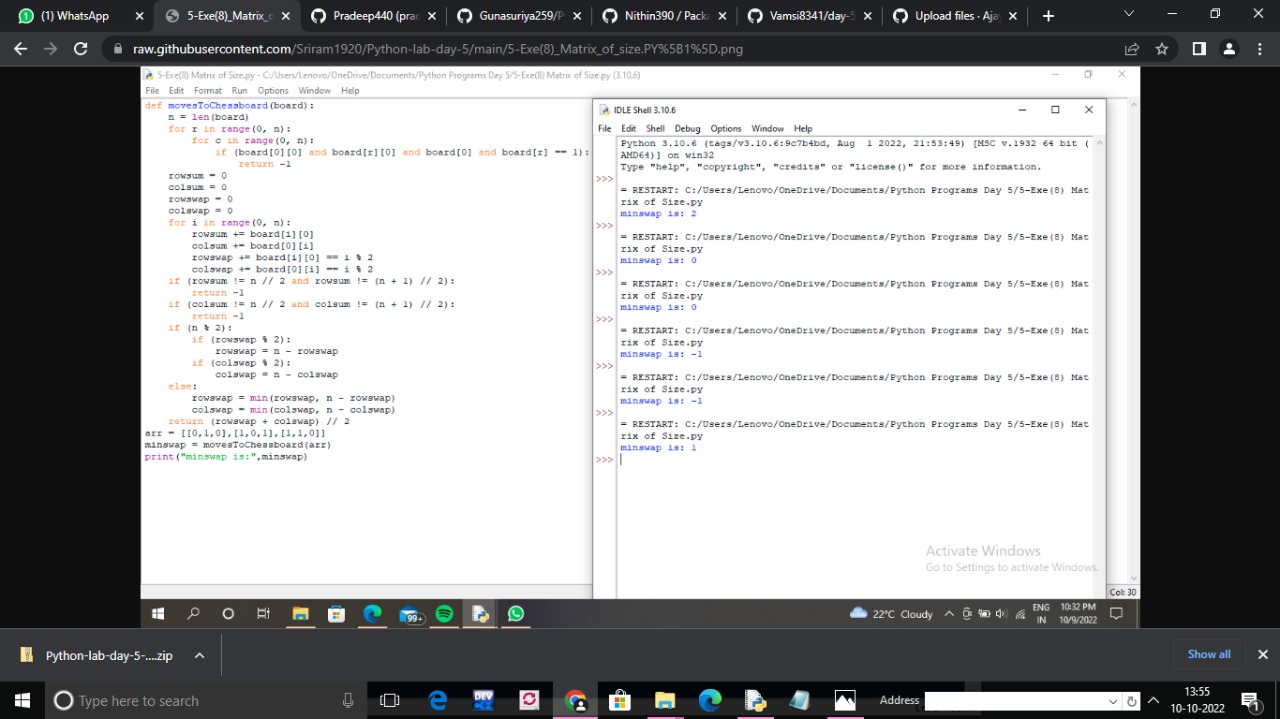 (1) WhatsApp
5-Exe(8)_Matrix_o
Pradeep440 (prac
Gunasuriya259/P
Nithin390 / Packa
Vamsi8341/day-5
Upload files · Aja
raw.githubusercontent.com/Sriram1920/Python-lab-day-5/main/5-Exe(8)_Matrix_of_size.PY%5B1%5D.png
5-Exe(8) Matrix of Size.py - C:/Users/Lenovo/OneDrive/Documents/Python Programs Day 5/5-Exe(8) Matrix of Size.py (3.10.6)
File Edit Format Run Options Window Help
def movesToChessboard(board):
    n = len(board)
    for r in range(0, n):
        for c in range(0, n):
            if (board[0][0] and board[r][0] and board[0] and board[r] == 1):
                return -1
    rowsum = 0
    colsum = 0
    rowswap = 0
    colswap = 0
    for i in range(0, n):
        rowsum += board[i][0]
        colsum += board[0][i]
        rowswap += board[i][0] == i % 2
        colswap += board[0][i] == i % 2
    if (rowsum != n // 2 and rowsum != (n + 1) // 2):
        return -1
    if (colsum != n // 2 and colsum != (n + 1) // 2):
        return -1
    if (n % 2):
        if (rowswap % 2):
            rowswap = n - rowswap
        if (colswap % 2):
            colswap = n - colswap
    else:
        rowswap = min(rowswap, n - rowswap)
        colswap = min(colswap, n - colswap)
    return (rowswap + colswap) // 2
arr = [[0,1,0],[1,0,1],[1,1,0]]
minswap = movesToChessboard(arr)
print("minswap is:",minswap)
IDLE Shell 3.10.6
File Edit Shell Debug Options Window Help
Python 3.10.6 (tags/v3.10.6:9c7b4bd, Aug  1 2022, 21:53:49) [MSC v.1932 64 bit (
AMD64)] on win32
Type "help", "copyright", "credits" or "license()" for more information.
>>>
= RESTART: C:/Users/Lenovo/OneDrive/Documents/Python Programs Day 5/5-Exe(8) Mat
rix of Size.py
minswap is: 2
>>>
= RESTART: C:/Users/Lenovo/OneDrive/Documents/Python Programs Day 5/5-Exe(8) Mat
rix of Size.py
minswap is: 0
>>>
= RESTART: C:/Users/Lenovo/OneDrive/Documents/Python Programs Day 5/5-Exe(8) Mat
rix of Size.py
minswap is: 0
>>>
= RESTART: C:/Users/Lenovo/OneDrive/Documents/Python Programs Day 5/5-Exe(8) Mat
rix of Size.py
minswap is: -1
>>>
= RESTART: C:/Users/Lenovo/OneDrive/Documents/Python Programs Day 5/5-Exe(8) Mat
rix of Size.py
minswap is: -1
>>>
= RESTART: C:/Users/Lenovo/OneDrive/Documents/Python Programs Day 5/5-Exe(8) Mat
rix of Size.py
minswap is: 1
>>>
Activate Windows
Go to Settings to activate Windows.
Col: 30
99+
22°C Cloudy
ENG
IN
10:32 PM
10/9/2022
Python-lab-day-5-....zip
Show all
Type here to search
DEV
Address
13:55
10-10-2022
1